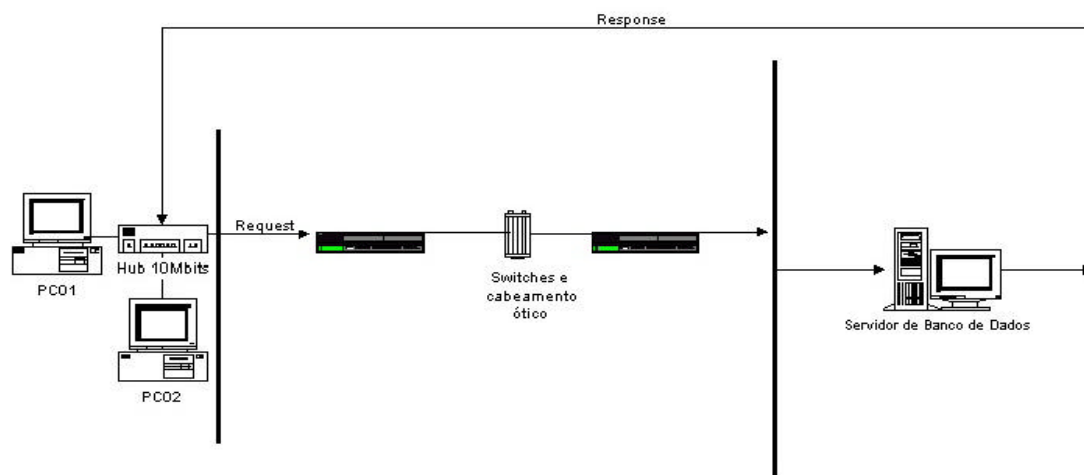 Response
Request
Hub 10Mbits
PC01
PC02
Switches e
cabeamento
ótico
Servidor de Banco de Dados